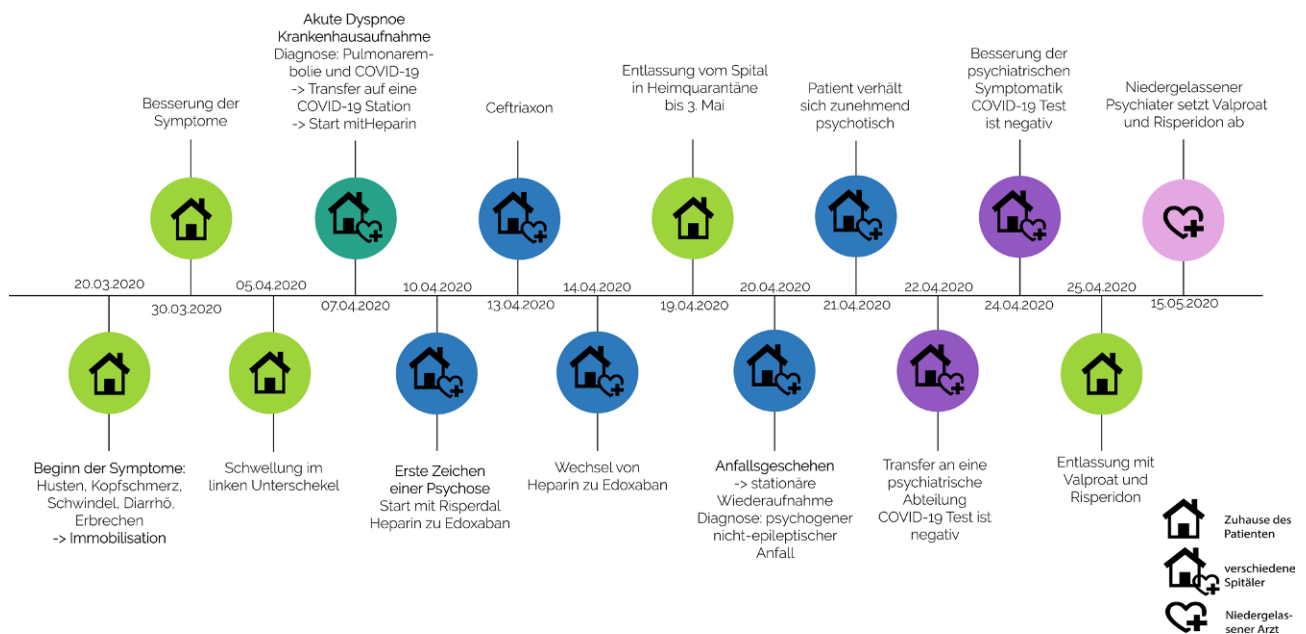 Akute Dyspnoe
Krankenhausaufnahme
Diagnose: Pulmonarem-
bolie und COVID-19
-> Transfer auf eine
COVID-19 Station
-> Start mitHeparin
Besserung der
Symptome
Ceftriaxon
Entlassung vom Spital
in Heimquarantäne
bis 3. Mai
Patient verhält
sich zunehmend
psychotisch
Besserung der
psychiatrischen
Symptomatik
COVID-19 Test
ist negativ
Niedergelassener
Psychiater setzt Valproat
und Risperidon ab
20.03.2020
30.03.2020
05.04.2020
07.04.2020
10.04.2020
13.04.2020
14.04.2020
19.04.2020
20.04.2020
21.04.2020
22.04.2020
24.04.2020
25.04.2020
15.05.2020
Beginn der Symptome:
Husten, Kopfschmerz,
Schwindel, Diarrhö,
Erbrechen
-> Immobilisation
Schwellung im
linken Unterschekel
Erste Zeichen
einer Psychose
Start mit Risperdal
Heparin zu Edoxaban
Wechsel von
Heparin zu Edoxaban
Anfallsgeschehen
-> stationäre
Wiederaufnahme
Diagnose: psychogener
nicht-epileptischer
Anfall
Transfer an eine
psychiatrische
Abteilung
COVID-19 Test ist
negativ
Entlassung mit
Valproat und
Risperidon
Zuhause des
Patienten
verschiedene
Spitäler
Niedergelas-
sener Arzt